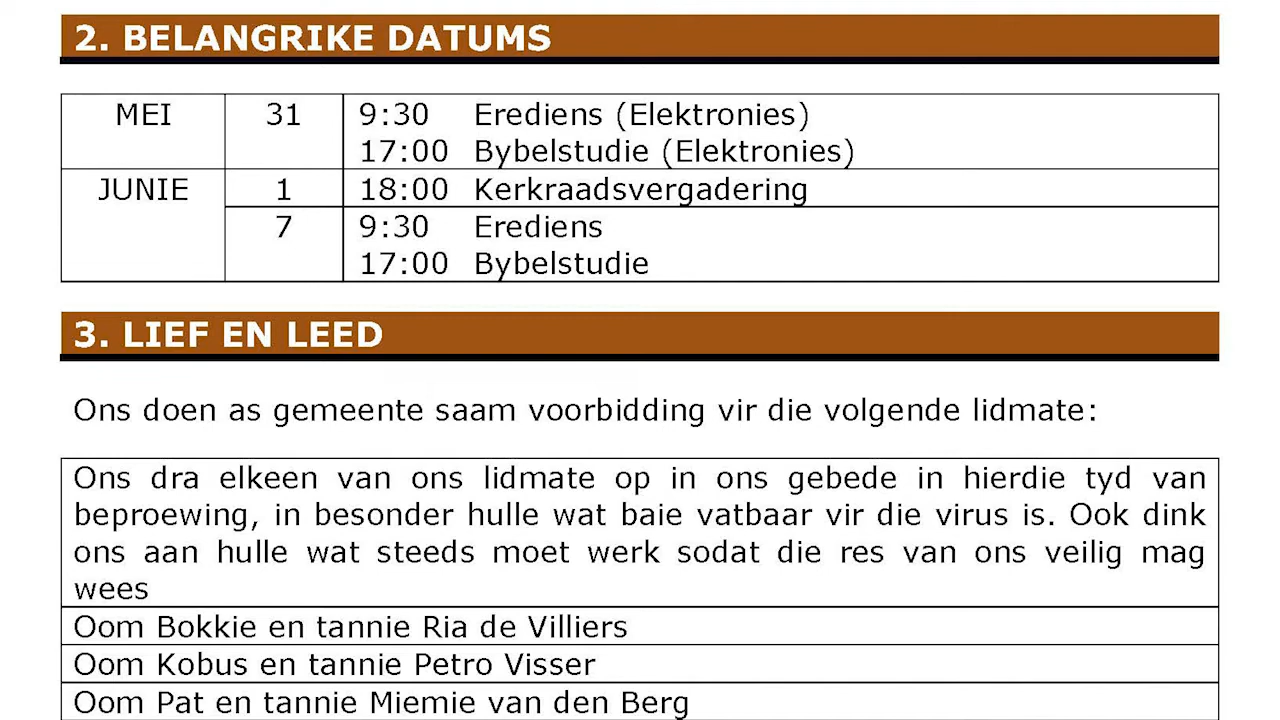 2. BELANGRIKE DATUMS
MEI 31 9:30 Erediens (Elektronies)
17:00 Bybelstudie (Elektronies)
JUNIE 1 18:00 Kerkraadsvergadering
7 9:30 Erediens
17:00 Bybelstudie
3. LIEF EN LEED
Ons doen as gemeente saam voorbidding vir die volgende lidmate:
Ons dra elkeen van ons lidmate op in ons gebede in hierdie tyd van
beproewing, in besonder hulle wat baie vatbaar vir die virus is. Ook dink
ons aan hulle wat steeds moet werk sodat die res van ons veilig mag
wees
Oom Bokkie en tannie Ria de Villiers
Oom Kobus en tannie Petro Visser
Oom Pat en tannie Miemie van den Berg